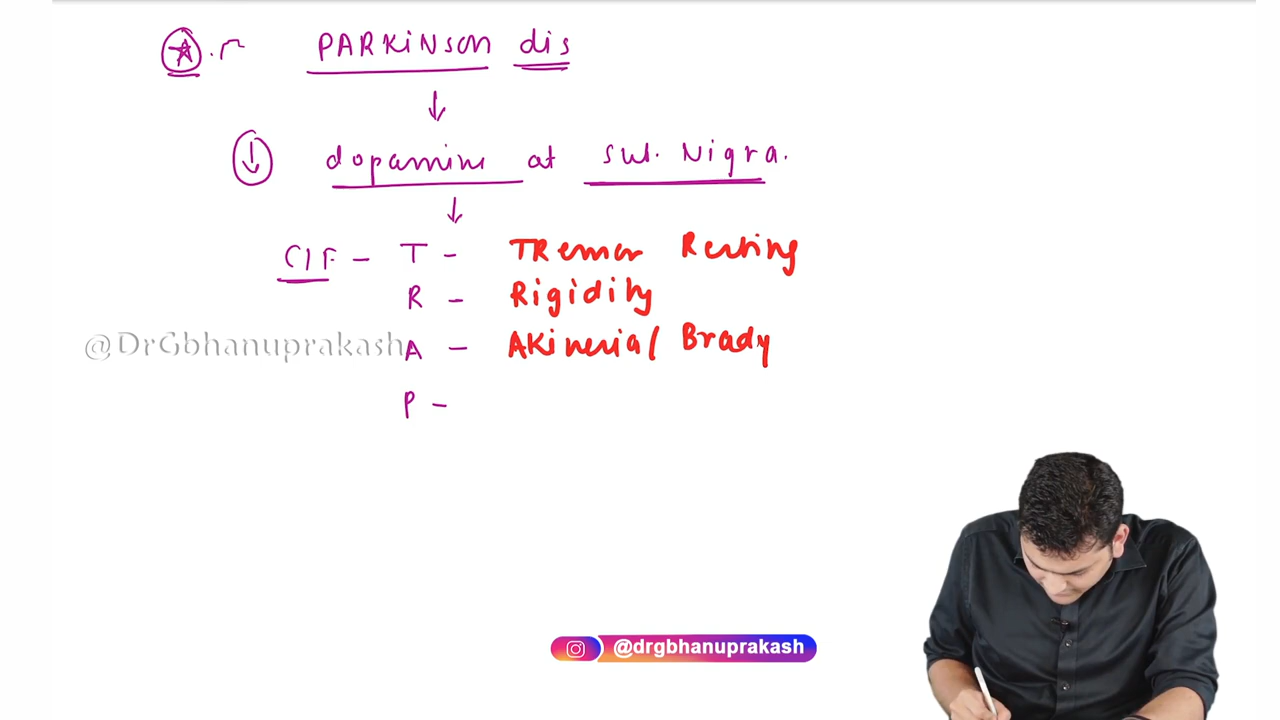 PARKINSON dis
↓
↓ dopamine at sub. Nigra.
↓
C/F - T - TRemor Resting
R - Rigidity
@DrGbhanuprakash
A - AKinesia/ Brady
P -
@drgbhanuprakash